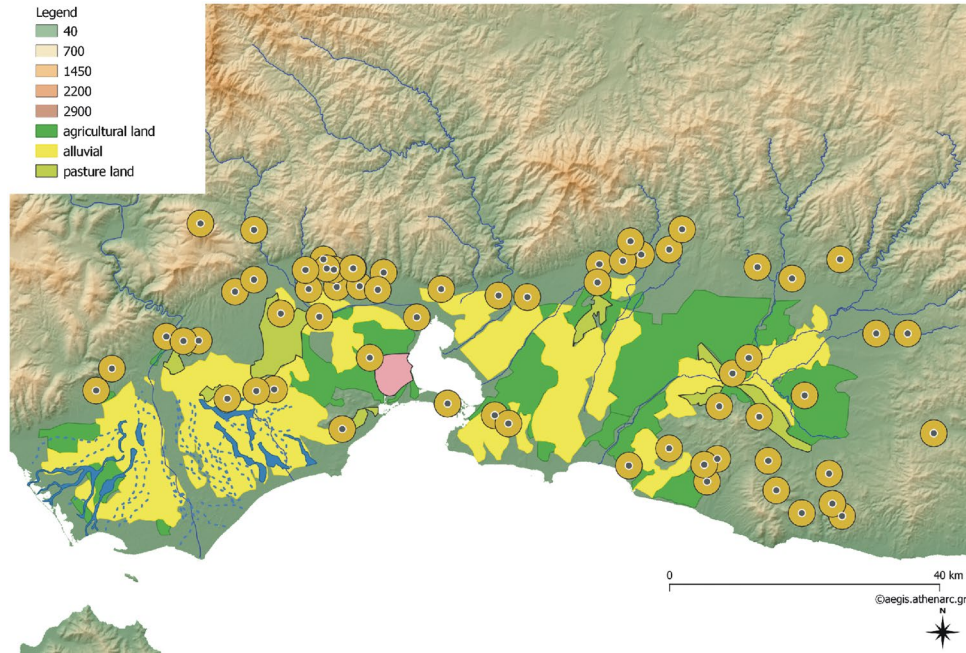 Legend
40
700
1450
2200
2900
agricultural land
alluvial
pasture land
0 40 km
©aegis.athenarc.gr
N